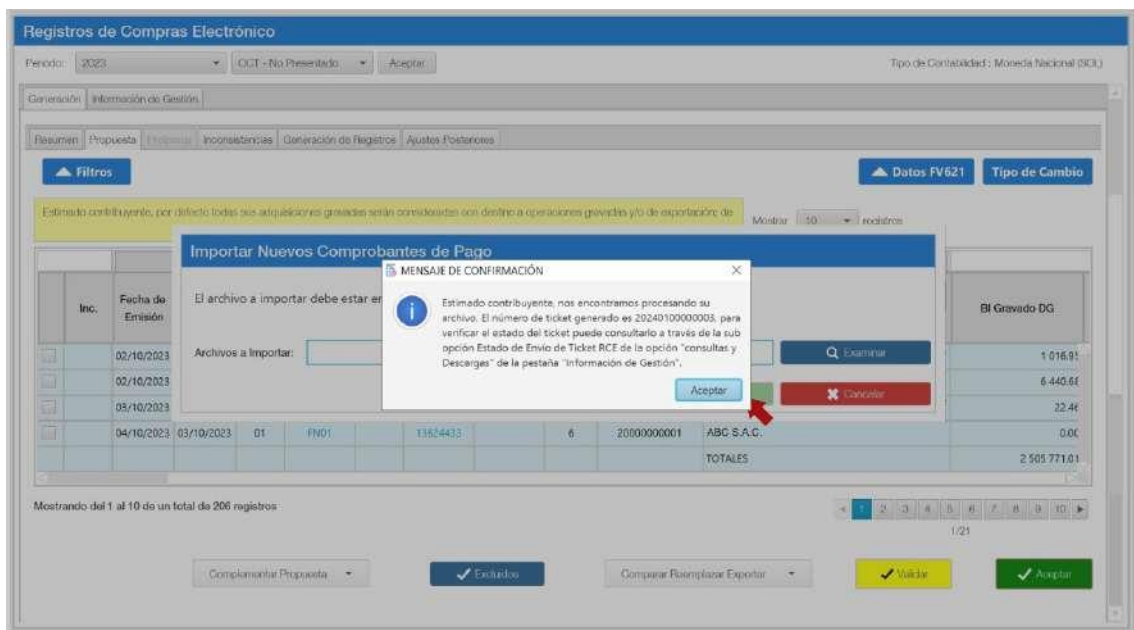 Registros de Compras Electrónico
Periodo: 2023 OCT - No Presentado Aceptar Tipo de Contabilidad : Moneda Nacional (SOL)
Generación Información de Gestión
Resumen Propuesta Inconsistencias Generación de Registros Ajustes Posteriores
Filtros Datos FV621 Tipo de Cambio
Estimado contribuyente, por defecto todas sus adquisiciones gravadas serán consideradas con destino a operaciones gravadas y/o de exportación; de
Mostrar 10 registros
Importar Nuevos Comprobantes de Pago
MENSAJE DE CONFIRMACIÓN
Inc. Fecha de Emisión BI Gravado DG
El archivo a importar debe estar en
Estimado contribuyente, nos encontramos procesando su
archivo. El número de ticket generado es 20240100000003, para
verificar el estado del ticket puede consultarlo a través de la sub
opción Estado de Envio de Ticket RCE de la opción "consultas y
Descargas" de la pestaña "Información de Gestión".
Aceptar
Archivos a Importar: Examinar
Cancelar
02/10/2023 1 016.95
02/10/2023 6 440.68
03/10/2023 22.46
04/10/2023 03/10/2023 01 FN01 13624433 6 20000000001 ABC S.A.C. 0.00
TOTALES 2 505 771.01
Mostrando del 1 al 10 de un total de 206 registros
1 2 3 4 5 6 7 8 9 10
1/21
Complementar Propuesta Excluidos Comparar Reemplazar Exportar Validar Aceptar